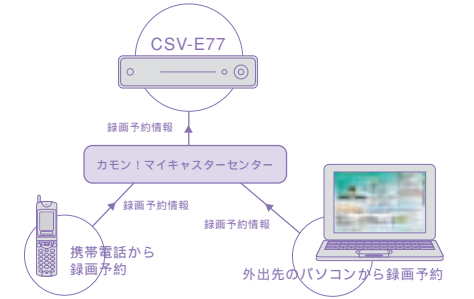 CSV-E77
録画予約情報
カモン！マイキャスターセンター
録画予約情報
録画予約情報
携帯電話から
録画予約
外出先のパソコンから録画予約